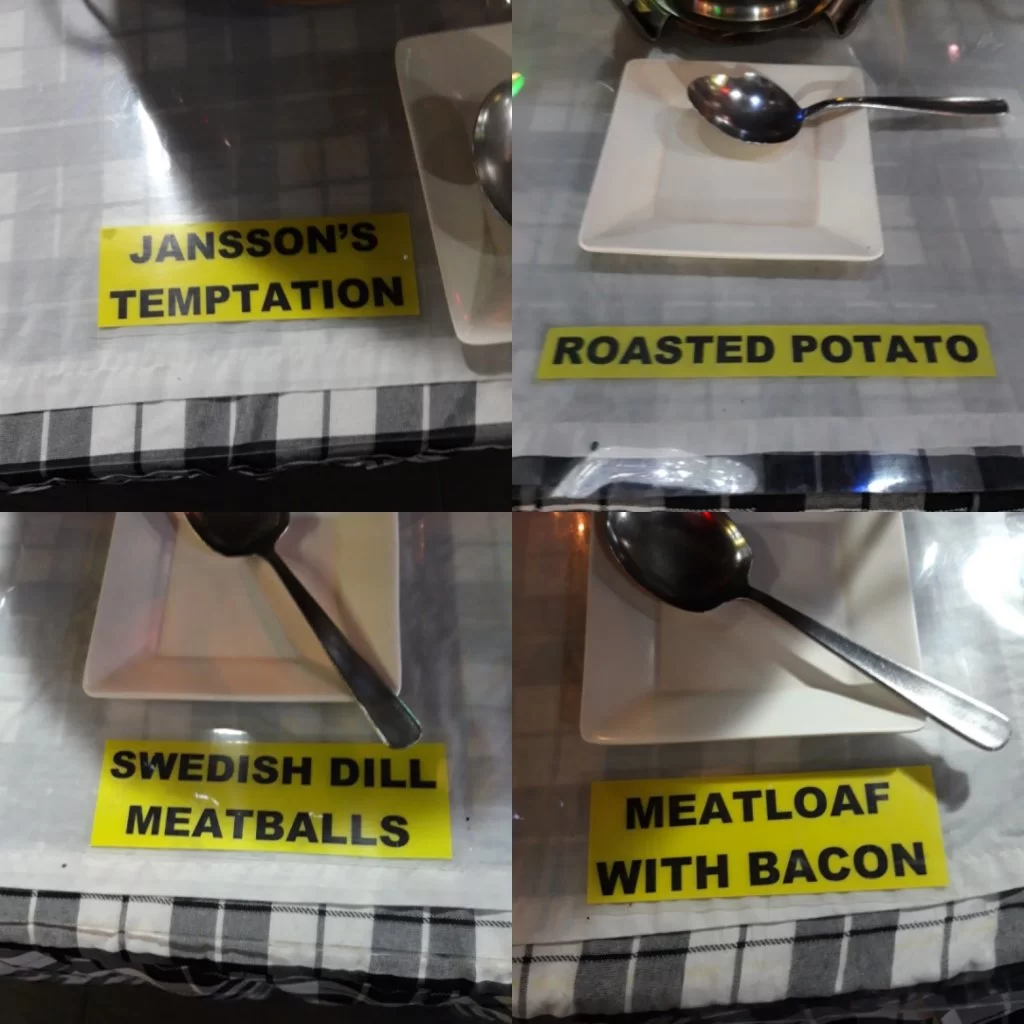 JANSSON'S
TEMPTATION
ROASTED POTATO
SWEDISH DILL
MEATBALLS
MEATLOAF
WITH BACON